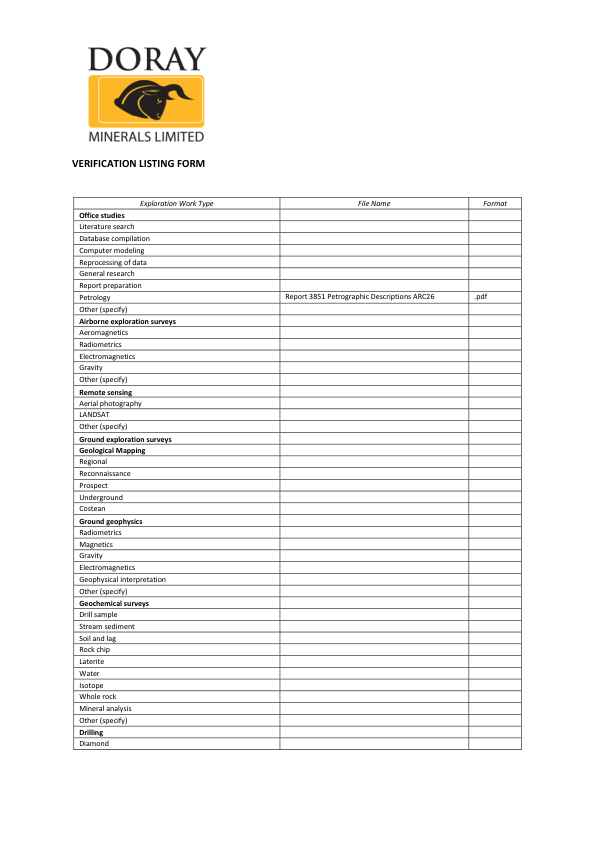 DORAY
MINERALS LIMITED
VERIFICATION LISTING FORM
Exploration Work Type File Name Format
Office studies
Literature search
Database compilation
Computer modeling
Reprocessing of data
General research
Report preparation
Petrology Report 3851 Petrographic Descriptions ARC26 .pdf
Other (specify)
Airborne exploration surveys
Aeromagnetics
Radiometrics
Electromagnetics
Gravity
Other (specify)
Remote sensing
Aerial photography
LANDSAT
Other (specify)
Ground exploration surveys
Geological Mapping
Regional
Reconnaissance
Prospect
Underground
Costean
Ground geophysics
Radiometrics
Magnetics
Gravity
Electromagnetics
Geophysical interpretation
Other (specify)
Geochemical surveys
Drill sample
Stream sediment
Soil and lag
Rock chip
Laterite
Water
Isotope
Whole rock
Mineral analysis
Other (specify)
Drilling
Diamond